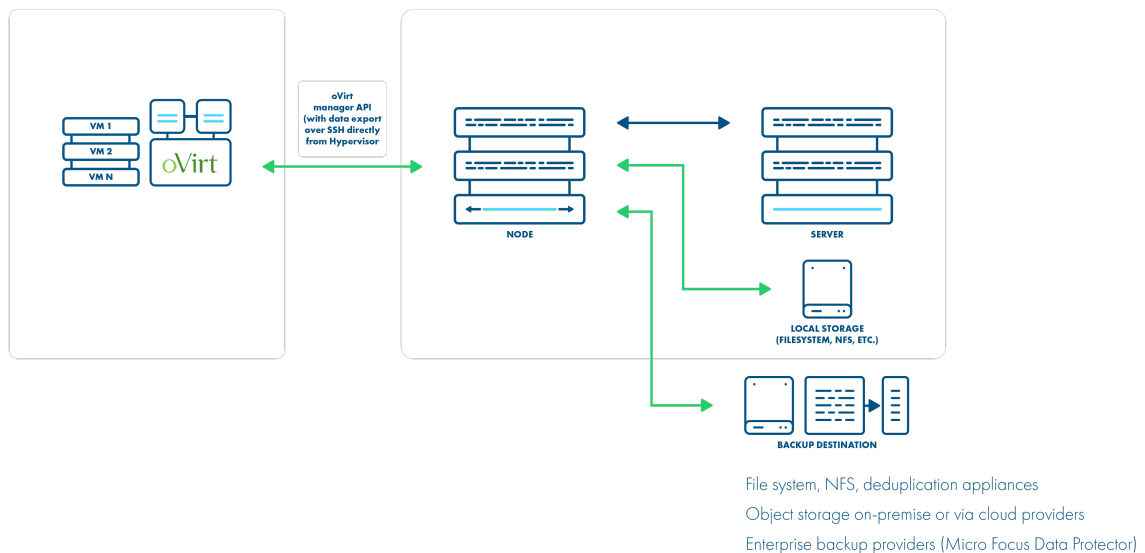 oVirt
manager API
(with data export
over SSH directly
from Hypervisor
VM 1
VM 2
VM N
oVirt
NODE
SERVER
LOCAL STORAGE
(FILESYSTEM, NFS, ETC.)
BACKUP DESTINATION
File system, NFS, deduplication appliances
Object storage on-premise or via cloud providers
Enterprise backup providers (Micro Focus Data Protector)